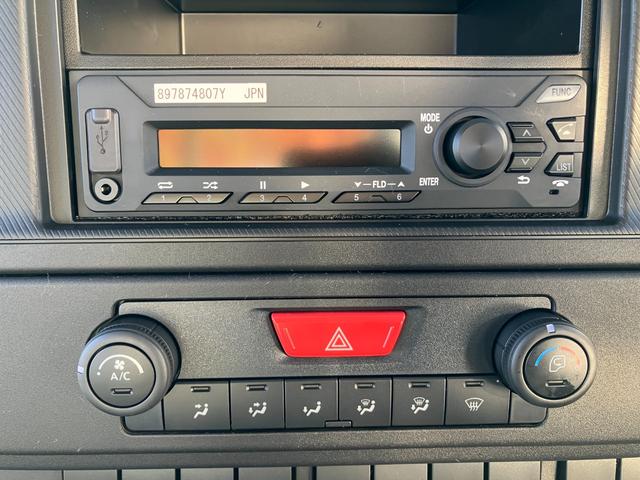 897874807Y JPN
FUNC
MODE
FLD
ENTER
LIST
1 2 3 4 5 6
A/C